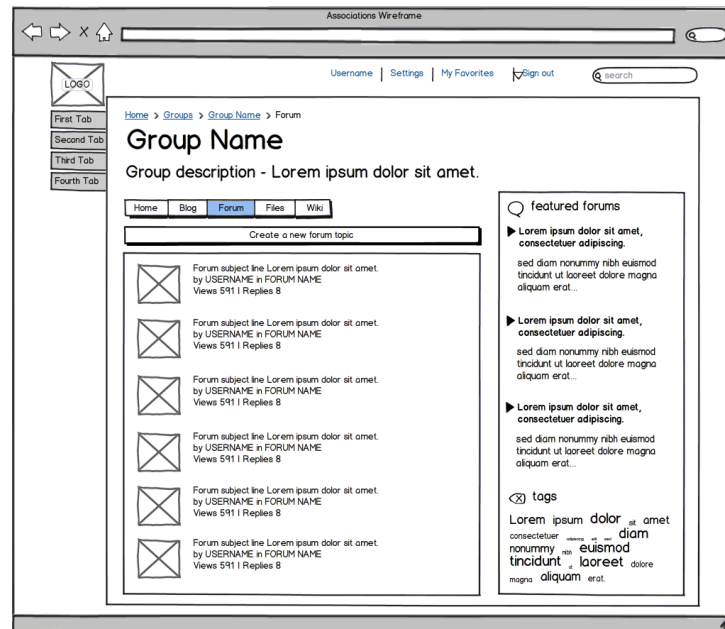 Associations Wireframe
Username | Settings | My Favorites Sign out
search
LOGO
First Tab
Second Tab
Third Tab
Fourth Tab
Home > Groups > Group Name > Forum
Group Name
Group description - Lorem ipsum dolor sit amet.
Home Blog Forum Files Wiki
Create a new forum topic
Forum subject line Lorem ipsum dolor sit amet.
by USERNAME in FORUM NAME
Views 591 | Replies 8
Forum subject line Lorem ipsum dolor sit amet.
by USERNAME in FORUM NAME
Views 591 | Replies 8
Forum subject line Lorem ipsum dolor sit amet.
by USERNAME in FORUM NAME
Views 591 | Replies 8
Forum subject line Lorem ipsum dolor sit amet.
by USERNAME in FORUM NAME
Views 591 | Replies 8
Forum subject line Lorem ipsum dolor sit amet.
by USERNAME in FORUM NAME
Views 591 | Replies 8
Forum subject line Lorem ipsum dolor sit amet.
by USERNAME in FORUM NAME
Views 591 | Replies 8
featured forums
Lorem ipsum dolor sit amet,
consectetuer adipiscing.
sed diam nonummy nibh euismod
tincidunt ut laoreet dolore magna
aliquam erat...
Lorem ipsum dolor sit amet,
consectetuer adipiscing.
sed diam nonummy nibh euismod
tincidunt ut laoreet dolore magna
aliquam erat...
Lorem ipsum dolor sit amet,
consectetuer adipiscing.
sed diam nonummy nibh euismod
tincidunt ut laoreet dolore magna
aliquam erat...
tags
Lorem ipsum dolor sit amet
consectetuer adipiscing elit sed diam
nonummy nibh euismod
tincidunt ut laoreet dolore
magna aliquam erat.